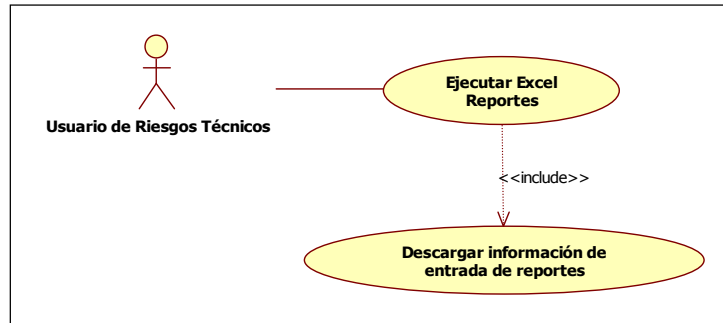 Ejecutar Excel
Reportes
Usuario de Riesgos Técnicos
<<include>>
Descargar información de
entrada de reportes